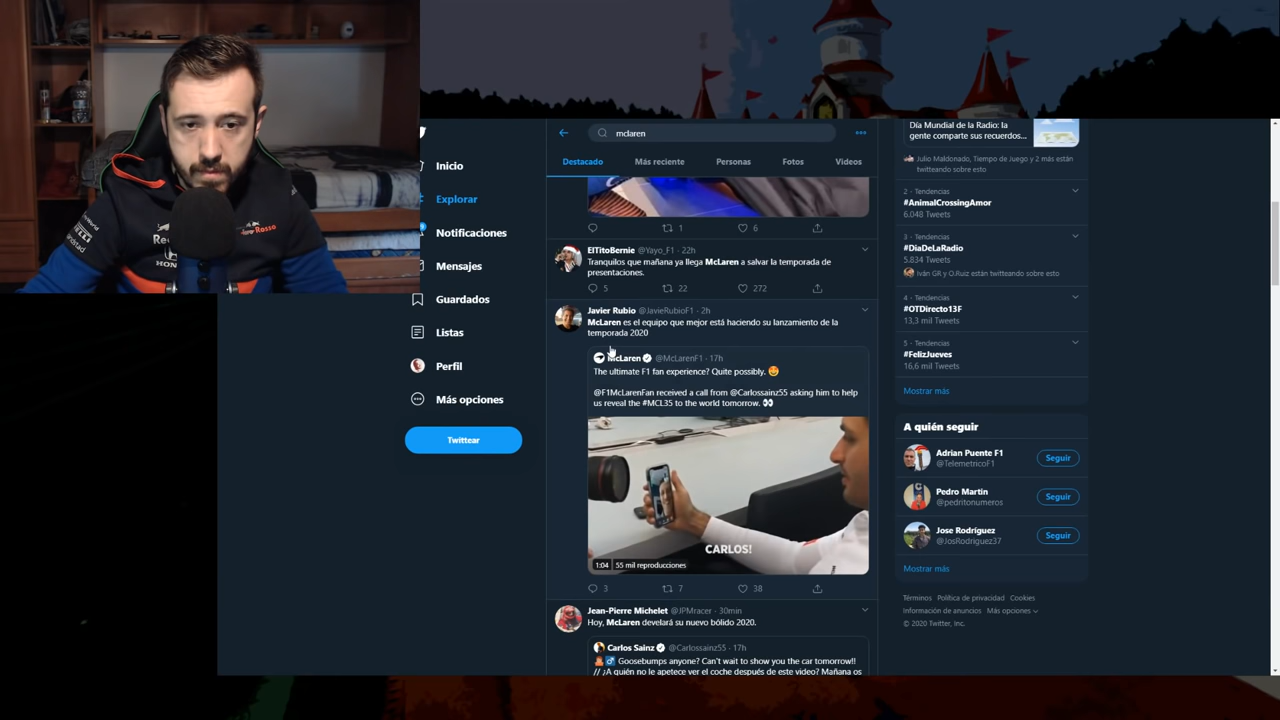 mclaren
Destacado
Más reciente
Personas
Fotos
Vídeos
Inicio
Explorar
Notificaciones
Mensajes
Guardados
Listas
Perfil
Más opciones
Twittear
1
6
ElTitoBernie @Yayo_F1 · 22h
Tranquilos que mañana ya llega McLaren a salvar la temporada de
presentaciones.
5
22
272
Javier Rubio @JavieRubioF1 · 2h
McLaren es el equipo que mejor está haciendo su lanzamiento de la
temporada 2020
McLaren @McLarenF1 · 17h
The ultimate F1 fan experience? Quite possibly. 🤩
@F1McLarenFan received a call from @Carlossainz55 asking him to help
us reveal the #MCL35 to the world tomorrow. 👀
CARLOS!
1:04
55 mil reproducciones
3
7
38
Jean-Pierre Michelet @JPMracer · 30min
Hoy, McLaren develará su nuevo bólido 2020.
Carlos Sainz @Carlossainz55 · 17h
Goosebumps anyone? Can't wait to show you the car tomorrow!!
// ¿A quién no le apetece ver el coche después de este video? Mañana os
Día Mundial de la Radio: la
gente comparte sus recuerdos...
Julio Maldonado, Tiempo de Juego y 2 más están
twitteando sobre esto
2 · Tendencias
#AnimalCrossingAmor
6.048 Tweets
3 · Tendencias
#DíaDeLaRadio
5.834 Tweets
Iván GR y O.Ruiz están twitteando sobre esto
4 · Tendencias
#OTDirecto13F
13,3 mil Tweets
5 · Tendencias
#FelizJueves
16,6 mil Tweets
Mostrar más
A quién seguir
Adrian Puente F1
@TelemetricoF1
Seguir
Pedro Martín
@pedritonumeros
Seguir
Jose Rodríguez
@JosRodriguez37
Seguir
Mostrar más
Términos Política de privacidad Cookies
Información de anuncios Más opciones
© 2020 Twitter, Inc.